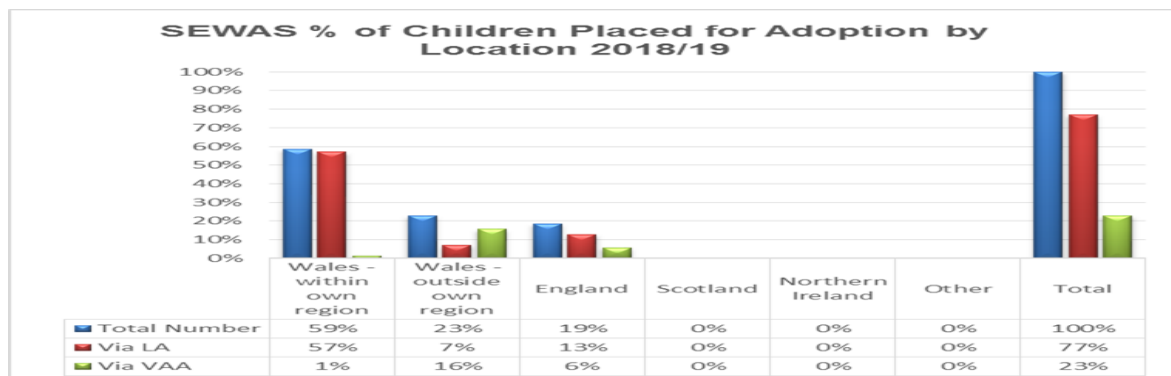 SEWAS % of Children Placed for Adoption by
Location 2018/19
100%
90%
80%
70%
60%
50%
40%
30%
20%
10%
0%
Wales - within own region Wales - outside own region England Scotland Northern Ireland Other Total
Total Number 59% 23% 19% 0% 0% 0% 100%
Via LA 57% 7% 13% 0% 0% 0% 77%
Via VAA 1% 16% 6% 0% 0% 0% 23%